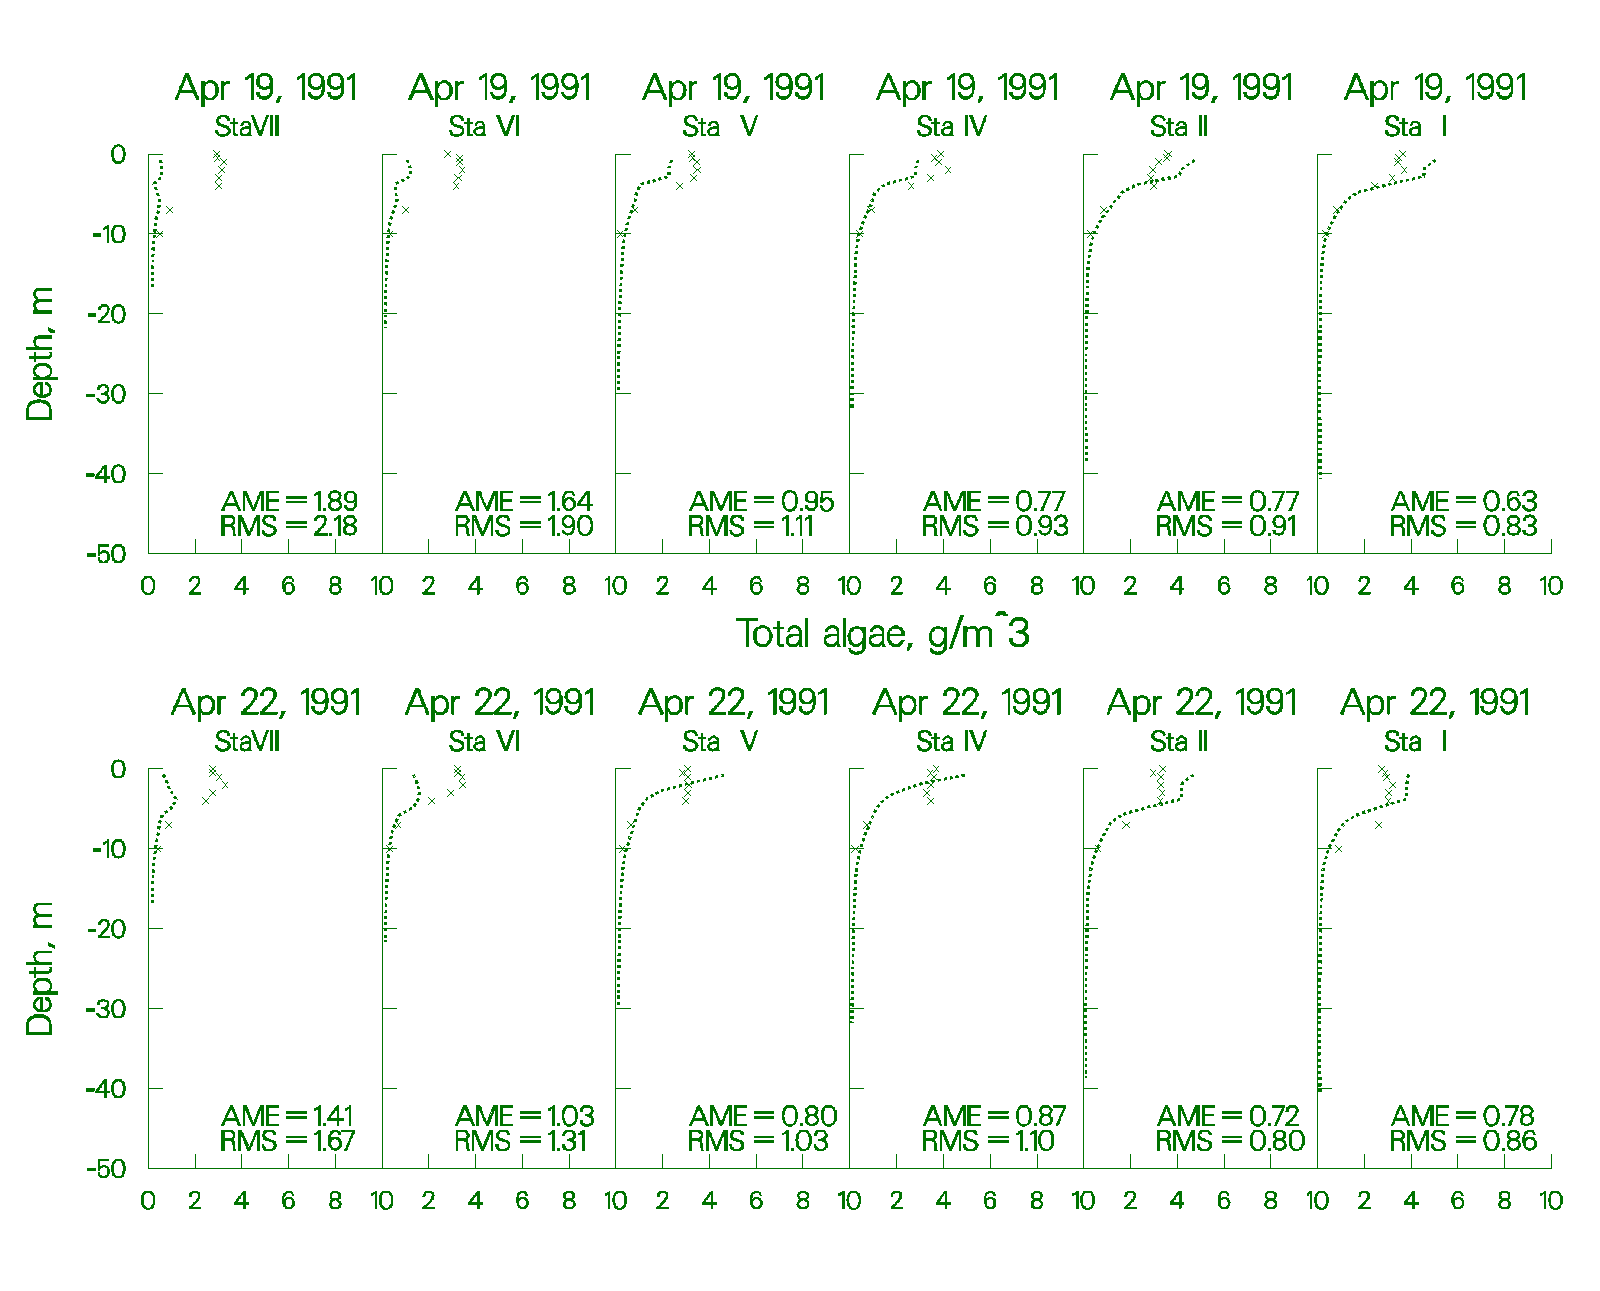 Apr 19, 1991 Apr 19, 1991 Apr 19, 1991 Apr 19, 1991 Apr 19, 1991 Apr 19, 1991
StaVII Sta VI Sta V Sta IV Sta II Sta I
0
-10
-20
-30
-40
-50
Depth, m
AME = 1.89 AME = 1.64 AME = 0.95 AME = 0.77 AME = 0.77 AME = 0.63
RMS = 2.18 RMS = 1.90 RMS = 1.11 RMS = 0.93 RMS = 0.91 RMS = 0.83
0 2 4 6 8 10 0 2 4 6 8 10 0 2 4 6 8 10 0 2 4 6 8 10 0 2 4 6 8 10 0 2 4 6 8 10
Total algae, g/m^3
Apr 22, 1991 Apr 22, 1991 Apr 22, 1991 Apr 22, 1991 Apr 22, 1991 Apr 22, 1991
StaVII Sta VI Sta V Sta IV Sta II Sta I
0
-10
-20
-30
-40
-50
Depth, m
AME = 1.41 AME = 1.03 AME = 0.80 AME = 0.87 AME = 0.72 AME = 0.78
RMS = 1.67 RMS = 1.31 RMS = 1.03 RMS = 1.10 RMS = 0.80 RMS = 0.86
0 2 4 6 8 10 0 2 4 6 8 10 0 2 4 6 8 10 0 2 4 6 8 10 0 2 4 6 8 10 0 2 4 6 8 10